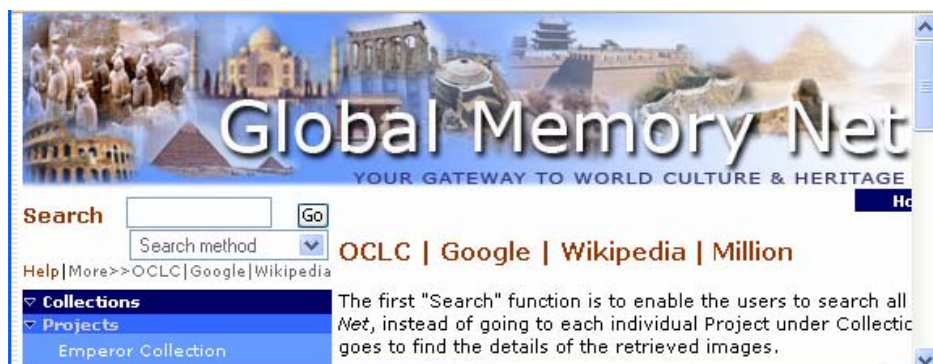 Global Memory Net
YOUR GATEWAY TO WORLD CULTURE & HERITAGE
Ho
Search
Go
Search method
Help|More>>OCLC|Google|Wikipedia
Collections
Projects
Emperor Collection
OCLC | Google | Wikipedia | Million
The first "Search" function is to enable the users to search all
Net, instead of going to each individual Project under Collectic
goes to find the details of the retrieved images.